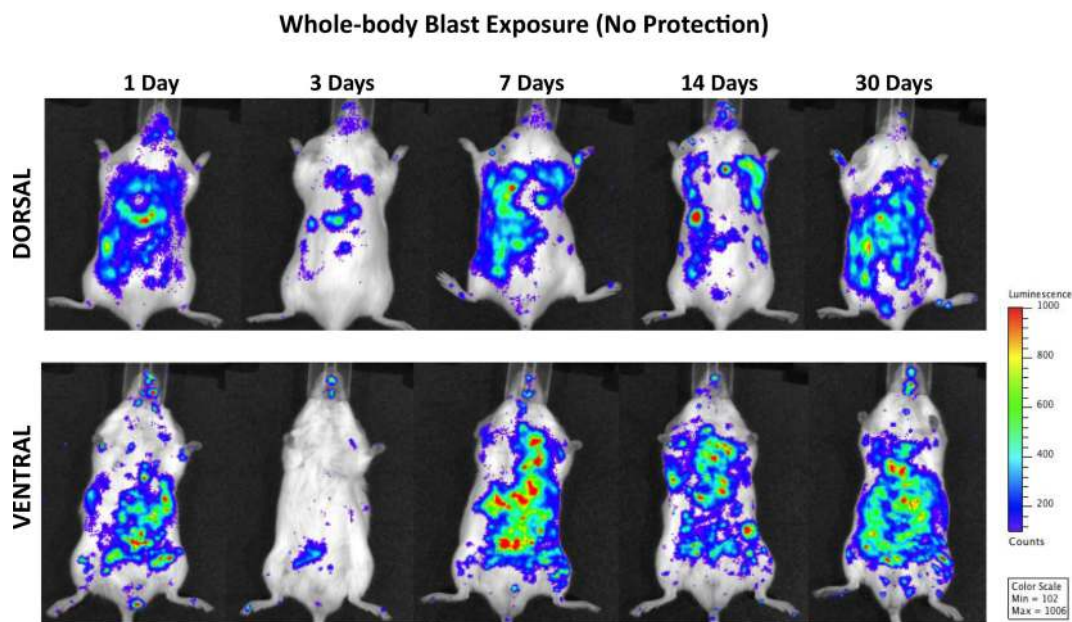 Whole-body Blast Exposure (No Protection)
1 Day 3 Days 7 Days 14 Days 30 Days
DORSAL
VENTRAL
Luminescence
1000
800
600
400
200
Counts
Color Scale
Min = 102
Max = 1006